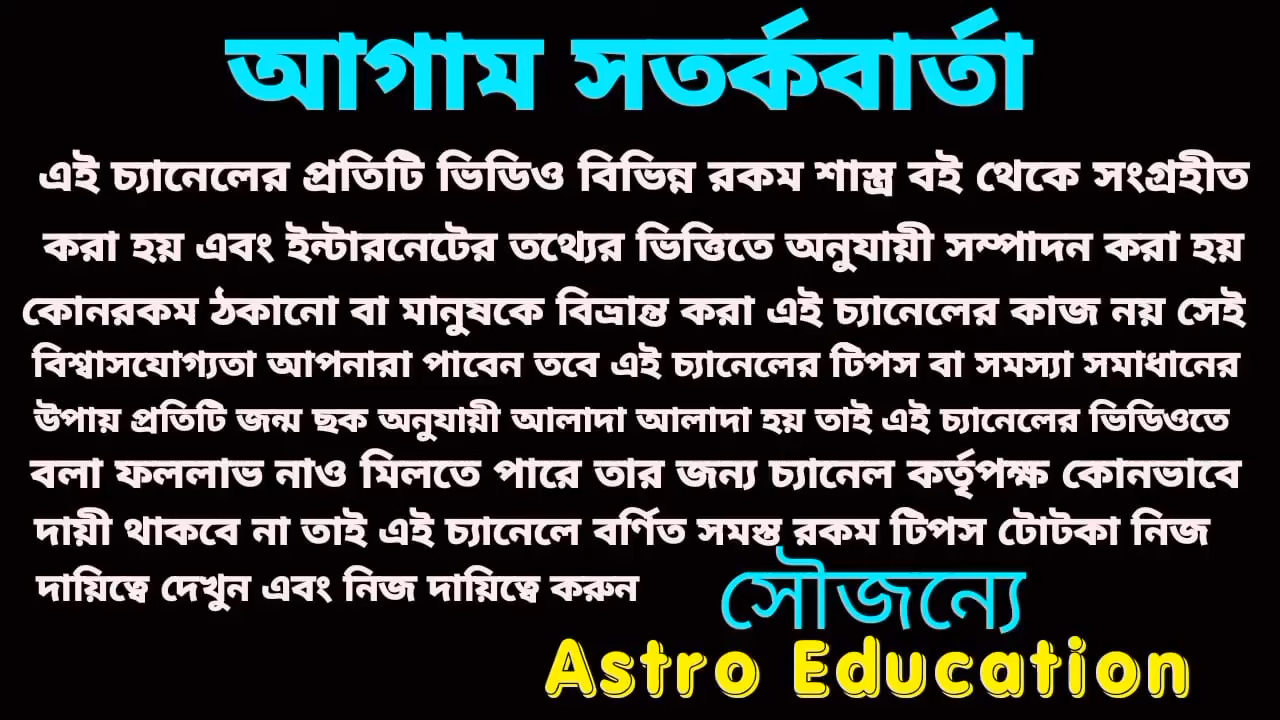 আগাম সতর্কবার্তা
এই চ্যানেলের প্রতিটি ভিডিও বিভিন্ন রকম শাস্ত্র বই থেকে সংগ্রহীত
করা হয় এবং ইন্টারনেটের তথ্যের ভিত্তিতে অনুযায়ী সম্পাদন করা হয়
কোনরকম ঠকানো বা মানুষকে বিভ্রান্ত করা এই চ্যানেলের কাজ নয় সেই
বিশ্বাসযোগ্যতা আপনারা পাবেন তবে এই চ্যানেলের টিপস বা সমস্যা সমাধানের
উপায় প্রতিটি জন্ম ছক অনুযায়ী আলাদা আলাদা হয় তাই এই চ্যানেলের ভিডিওতে
বলা ফললাভ নাও মিলতে পারে তার জন্য চ্যানেল কর্তৃপক্ষ কোনভাবে
দায়ী থাকবে না তাই এই চ্যানেলে বর্ণিত সমস্ত রকম টিপস টোটকা নিজ
দায়িত্বে দেখুন এবং নিজ দায়িত্বে করুন
সৌজন্যে
Astro Education